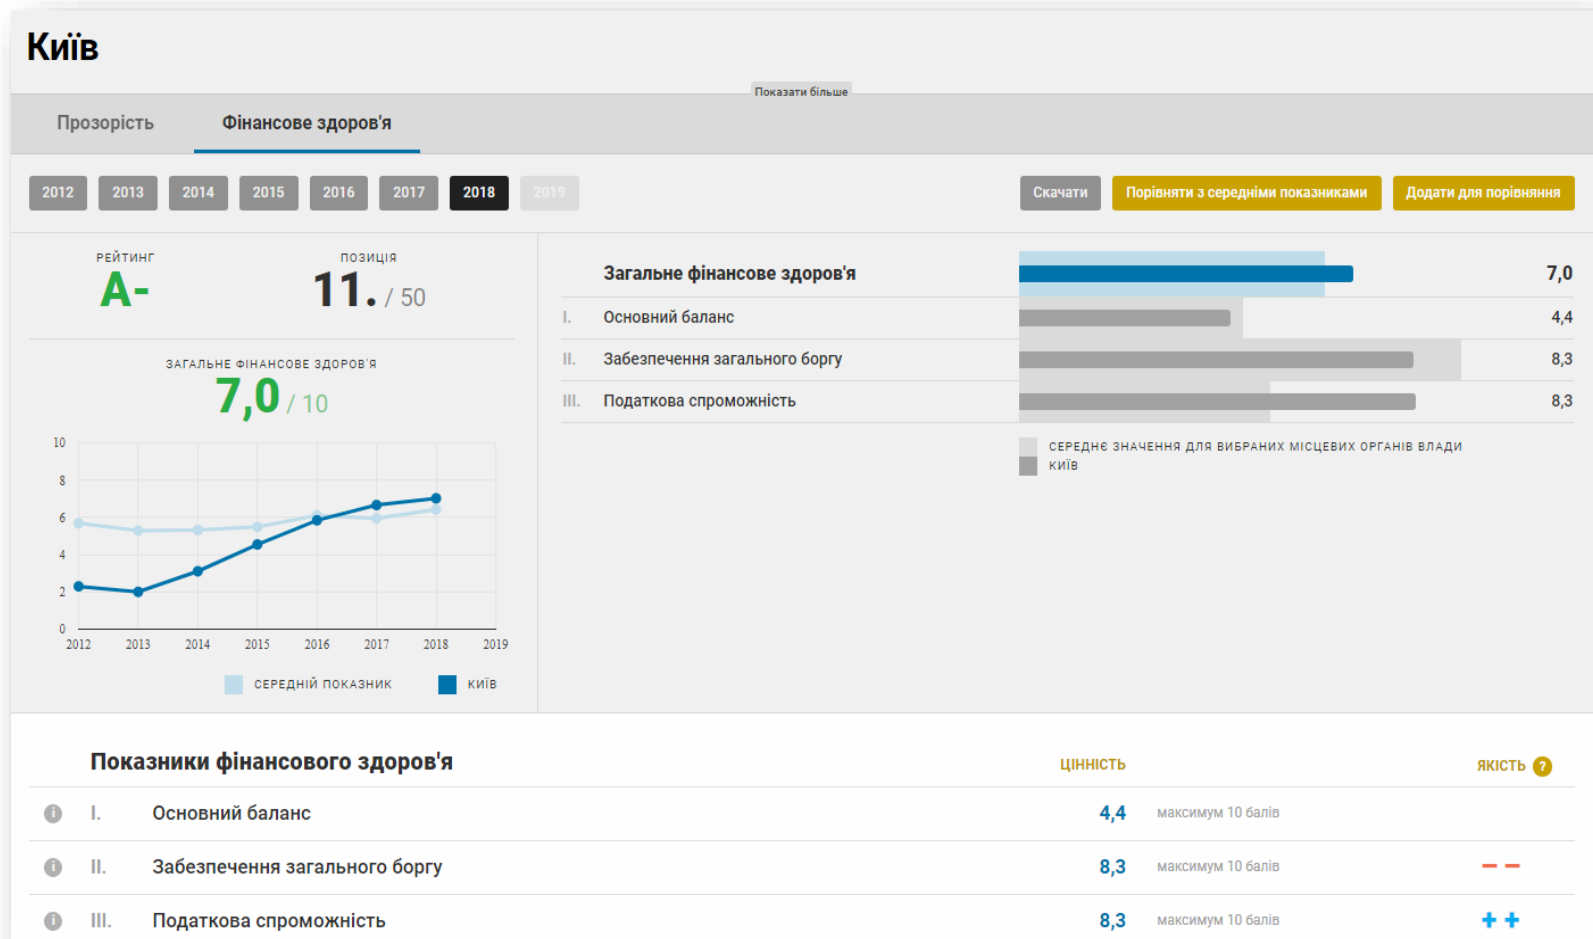 Київ
Показати більше
Прозорість Фінансове здоров'я
2012 2013 2014 2015 2016 2017 2018 2019 Скачати Порівняти з середніми показниками Додати для порівняння
РЕЙТИНГ ПОЗИЦІЯ
A- 11. / 50
ЗАГАЛЬНЕ ФІНАНСОВЕ ЗДОРОВ'Я
7,0 / 10
10
8
6
4
2
0
2012 2013 2014 2015 2016 2017 2018 2019
СЕРЕДНІЙ ПОКАЗНИК КИЇВ
Загальне фінансове здоров'я 7,0
I. Основний баланс 4,4
II. Забезпечення загального боргу 8,3
III. Податкова спроможність 8,3
СЕРЕДНЄ ЗНАЧЕННЯ ДЛЯ ВИБРАНИХ МІСЦЕВИХ ОРГАНІВ ВЛАДИ
КИЇВ
Показники фінансового здоров'я ЦІННІСТЬ ЯКІСТЬ ?
i I. Основний баланс 4,4 максимум 10 балів
i II. Забезпечення загального боргу 8,3 максимум 10 балів − −
i III. Податкова спроможність 8,3 максимум 10 балів + +